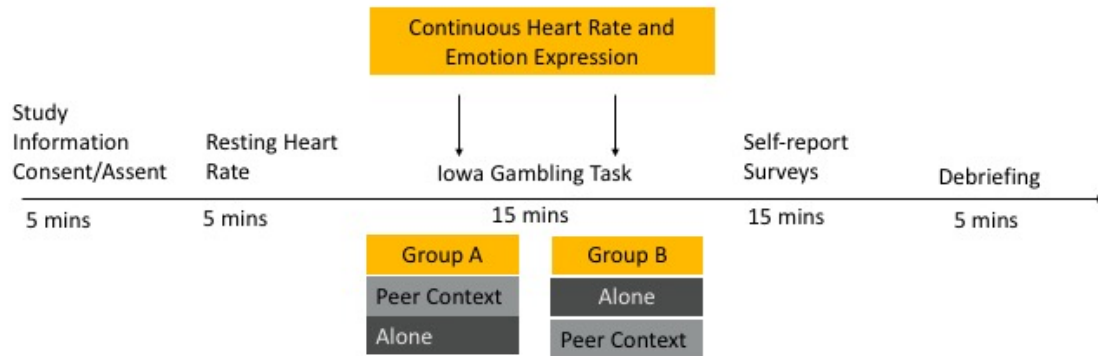 Continuous Heart Rate and
Emotion Expression
Study
Information
Consent/Assent
Resting Heart
Rate
Iowa Gambling Task
Self-report
Surveys
Debriefing
5 mins
5 mins
15 mins
15 mins
5 mins
Group A
Peer Context
Alone
Group B
Alone
Peer Context